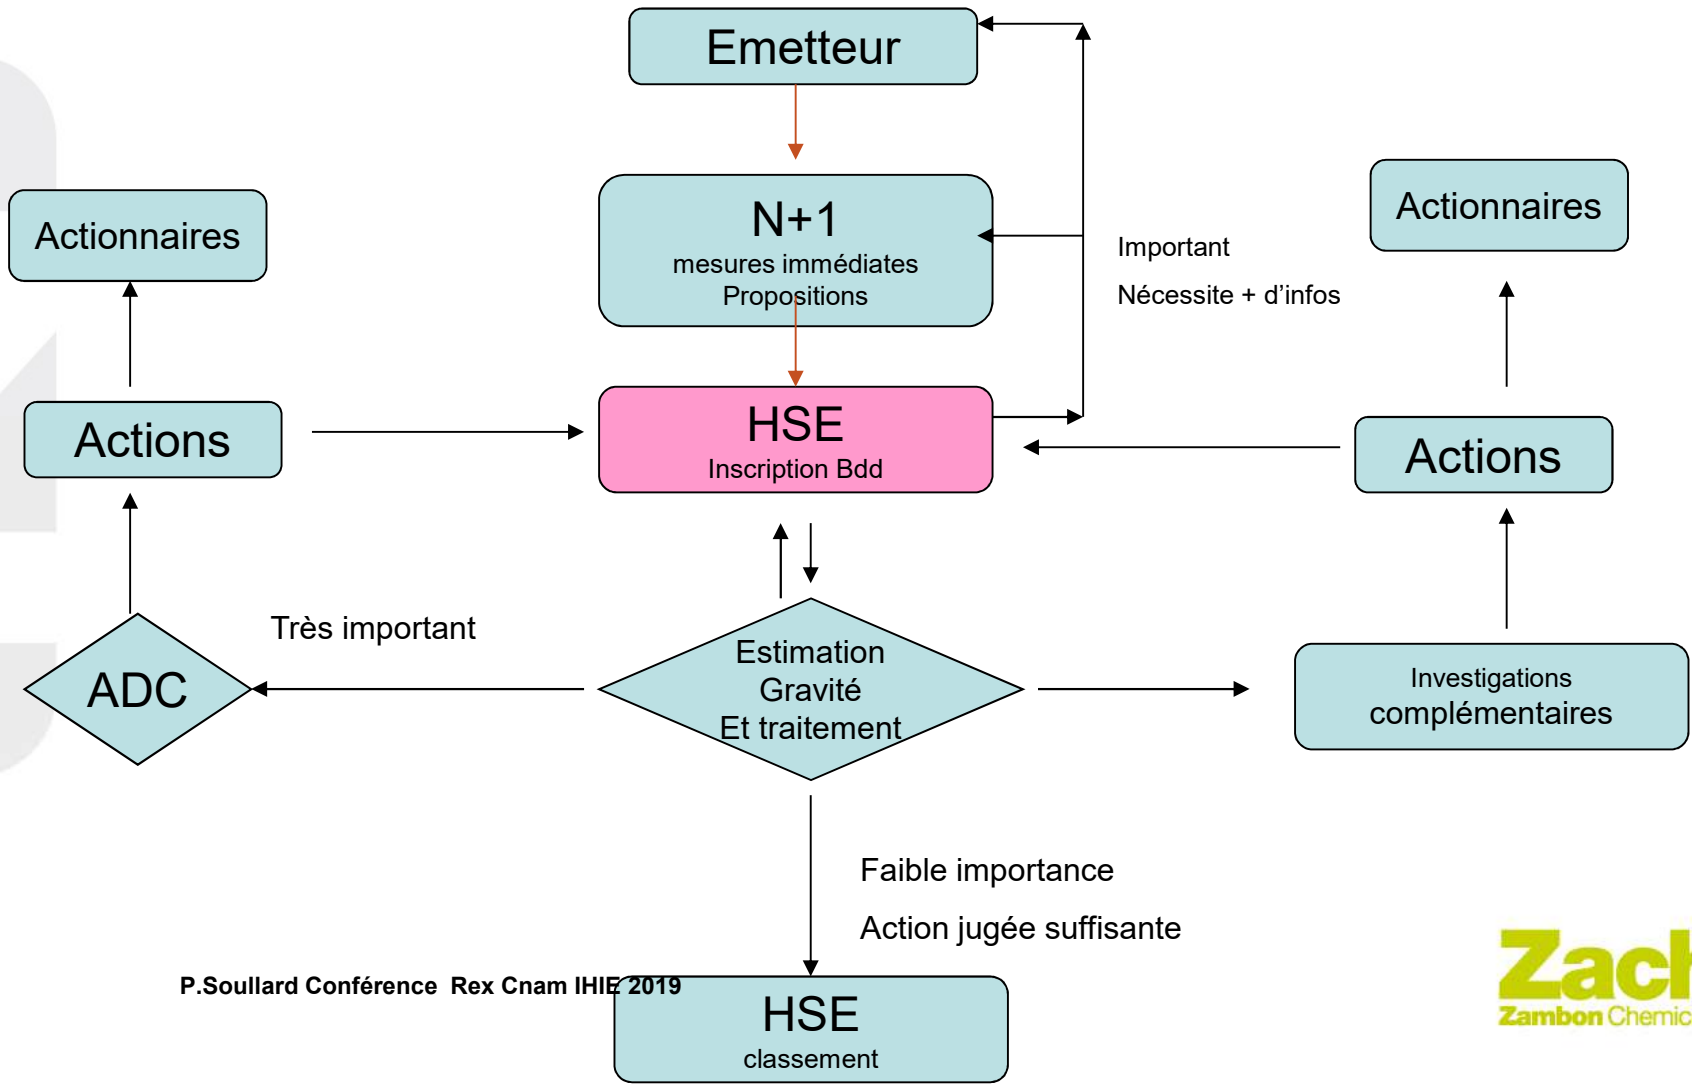 Emetteur
N+1
mesures immédiates
Propositions
Actionnaires
Actionnaires
Important
Nécessite + d'infos
Actions
HSE
Inscription Bdd
Actions
Très important
ADC
Estimation
Gravité
Et traitement
Investigations
complémentaires
Faible importance
Action jugée suffisante
P.Soullard Conférence Rex Cnam IHIE 2019
HSE
classement
Zach
Zambon Chemic